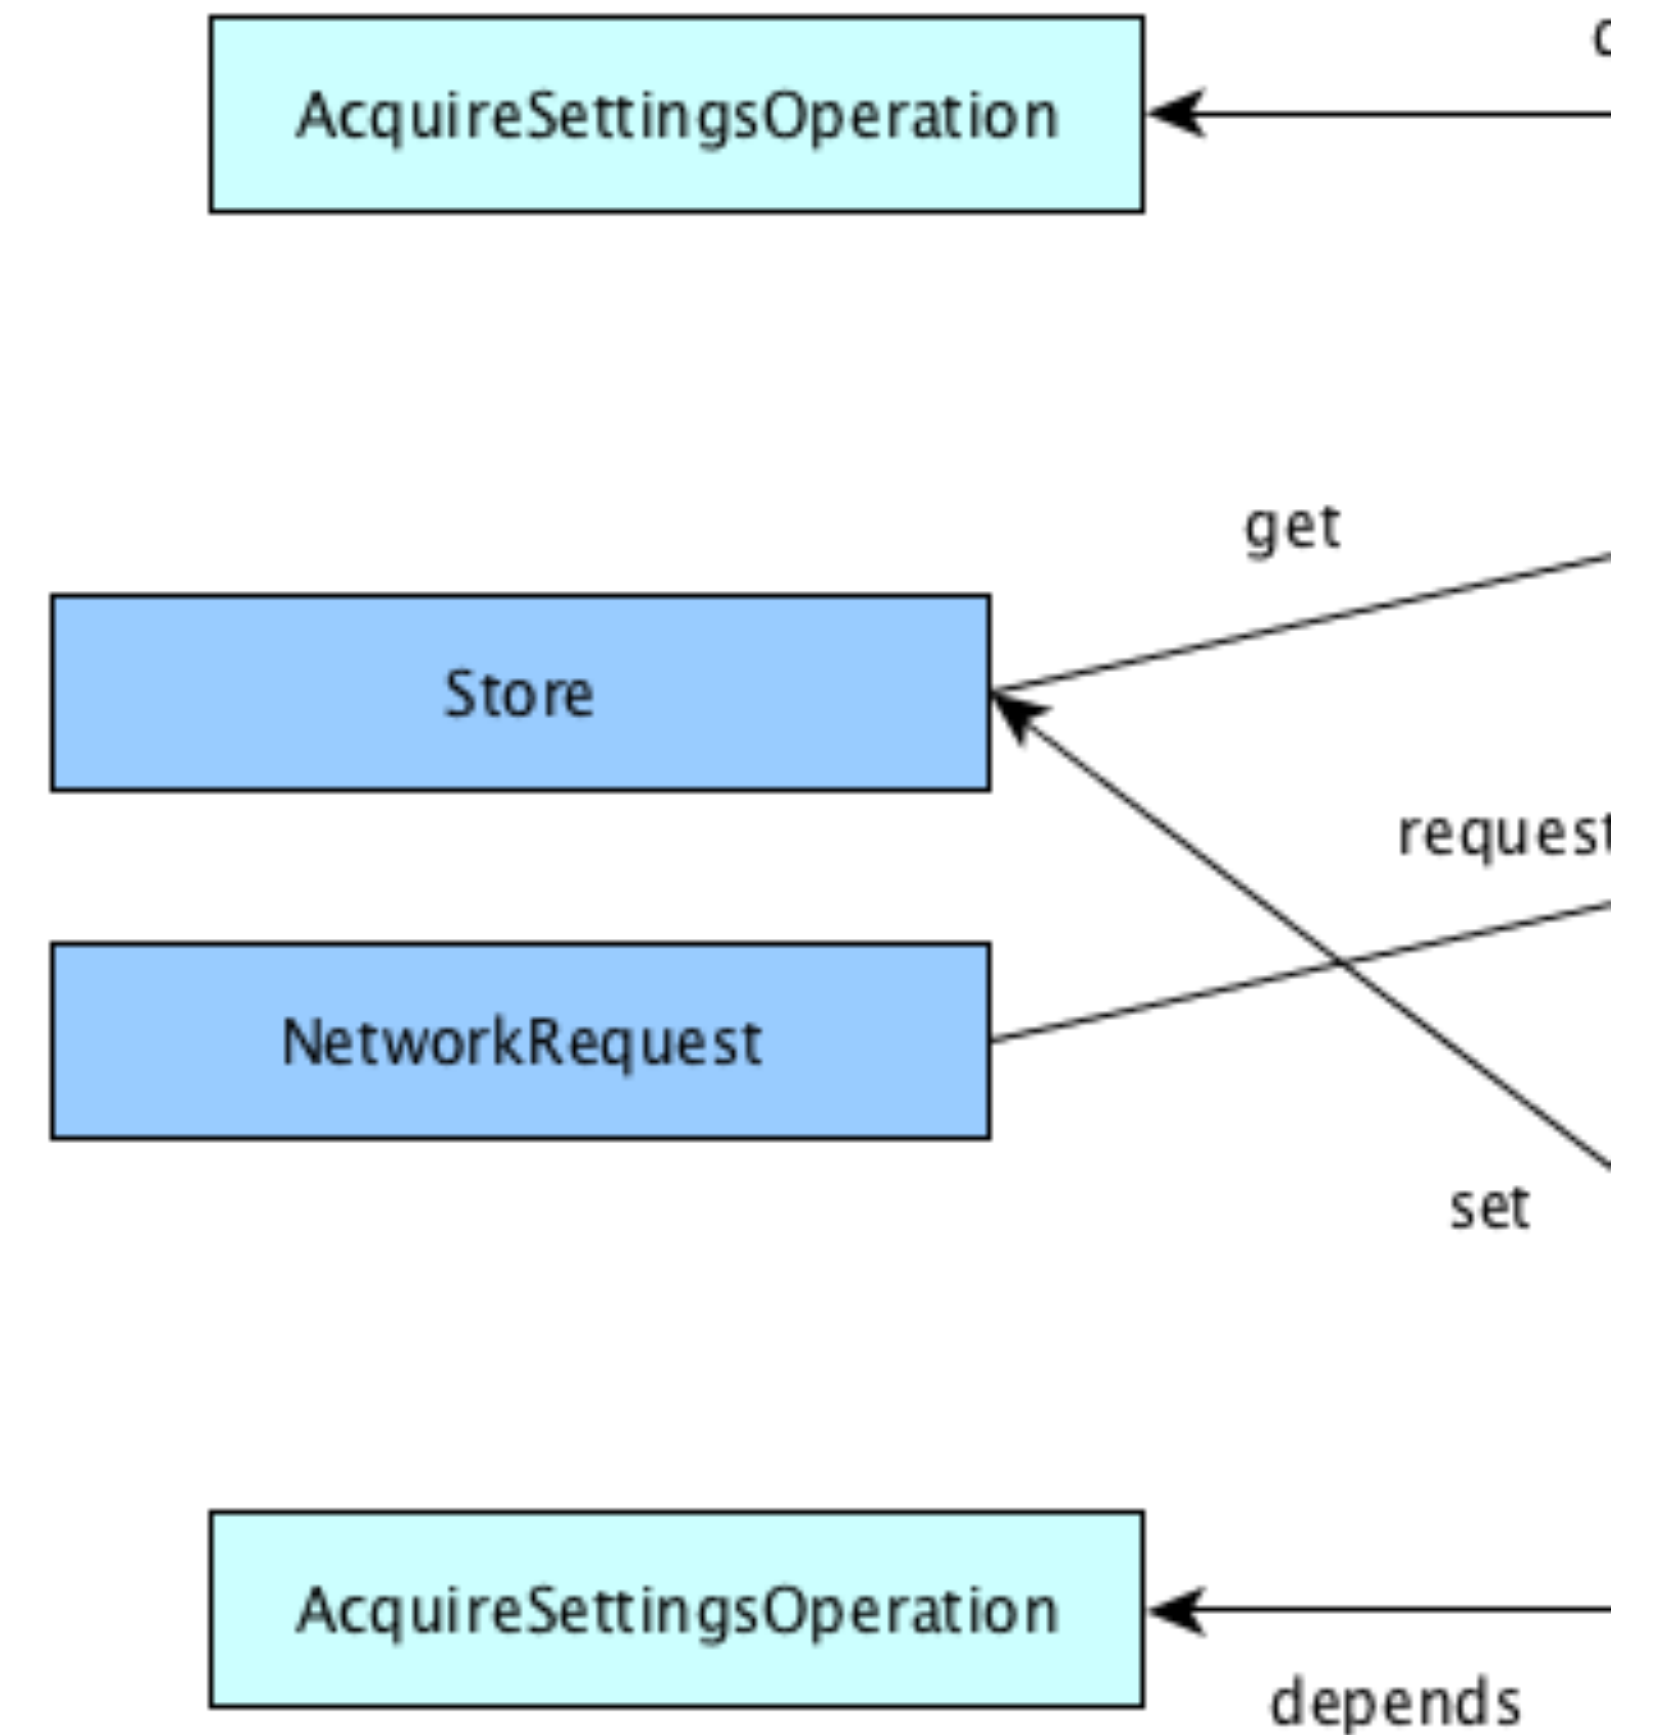 AcquireSettingsOperation
get
Store
request
NetworkRequest
set
AcquireSettingsOperation
depends